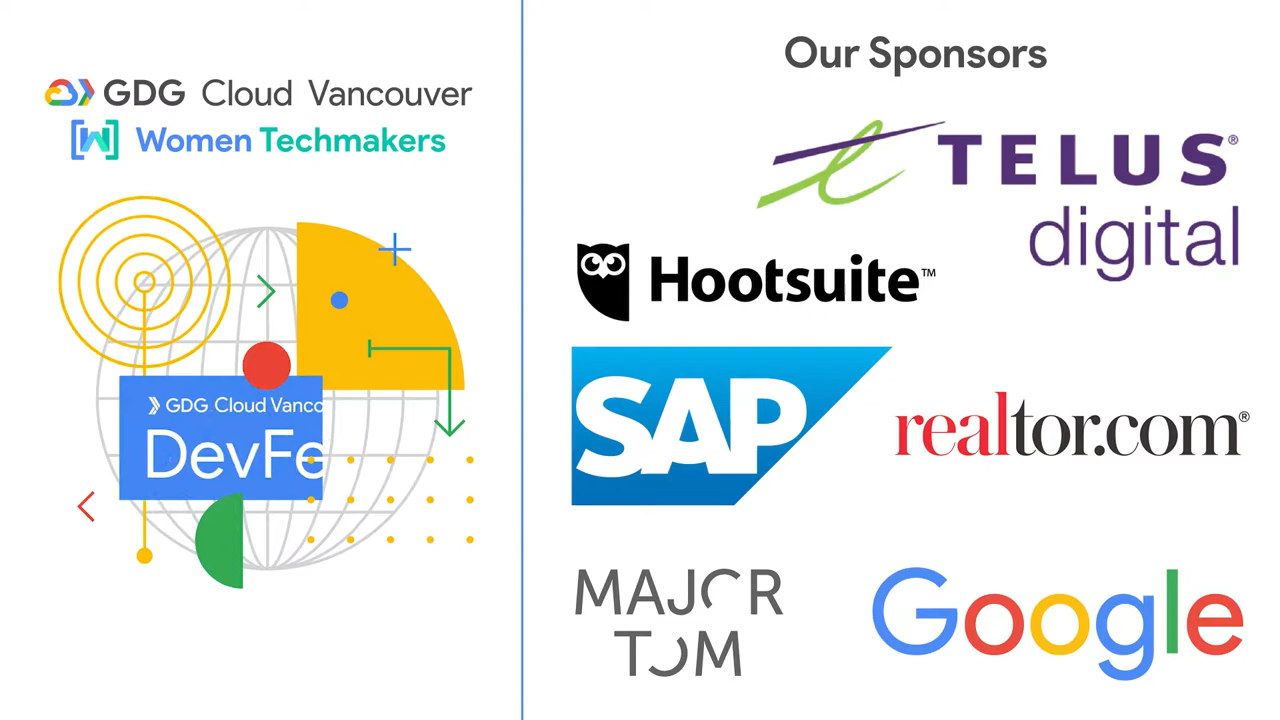 GDG Cloud Vancouver
Women Techmakers
GDG Cloud Vanco
DevFe
Our Sponsors
TELUS®
digital
Hootsuite™
SAP
realtor.com®
MAJOR
TOM
Google